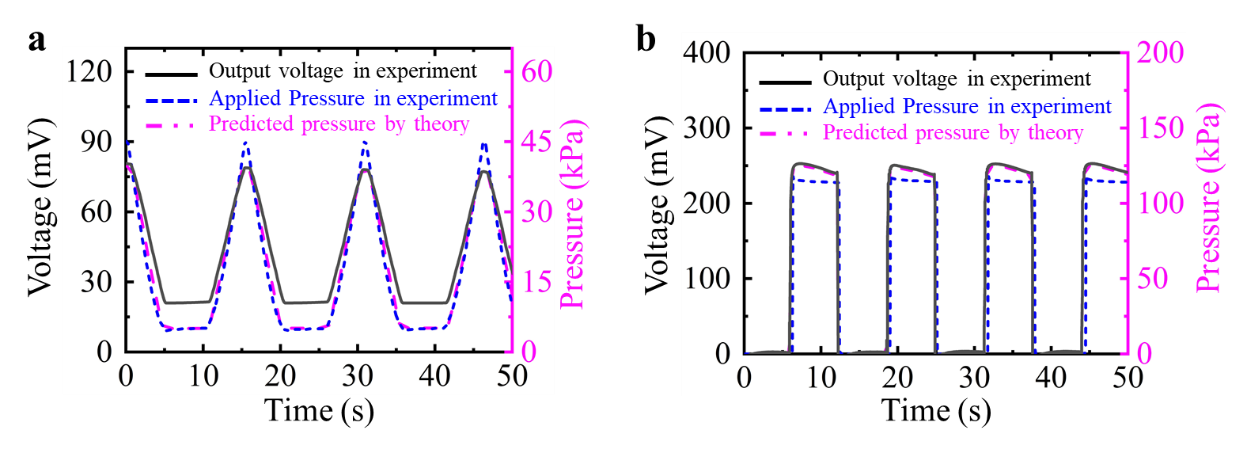 a
Output voltage in experiment
Applied Pressure in experiment
Predicted pressure by theory
Voltage (mV)
120
90
60
30
0
Pressure (kPa)
60
45
30
15
0
0 10 20 30 40 50
Time (s)
b
Output voltage in experiment
Applied Pressure in experiment
Predicted pressure by theory
Voltage (mV)
400
300
200
100
0
Pressure (kPa)
200
150
100
50
0
0 10 20 30 40 50
Time (s)